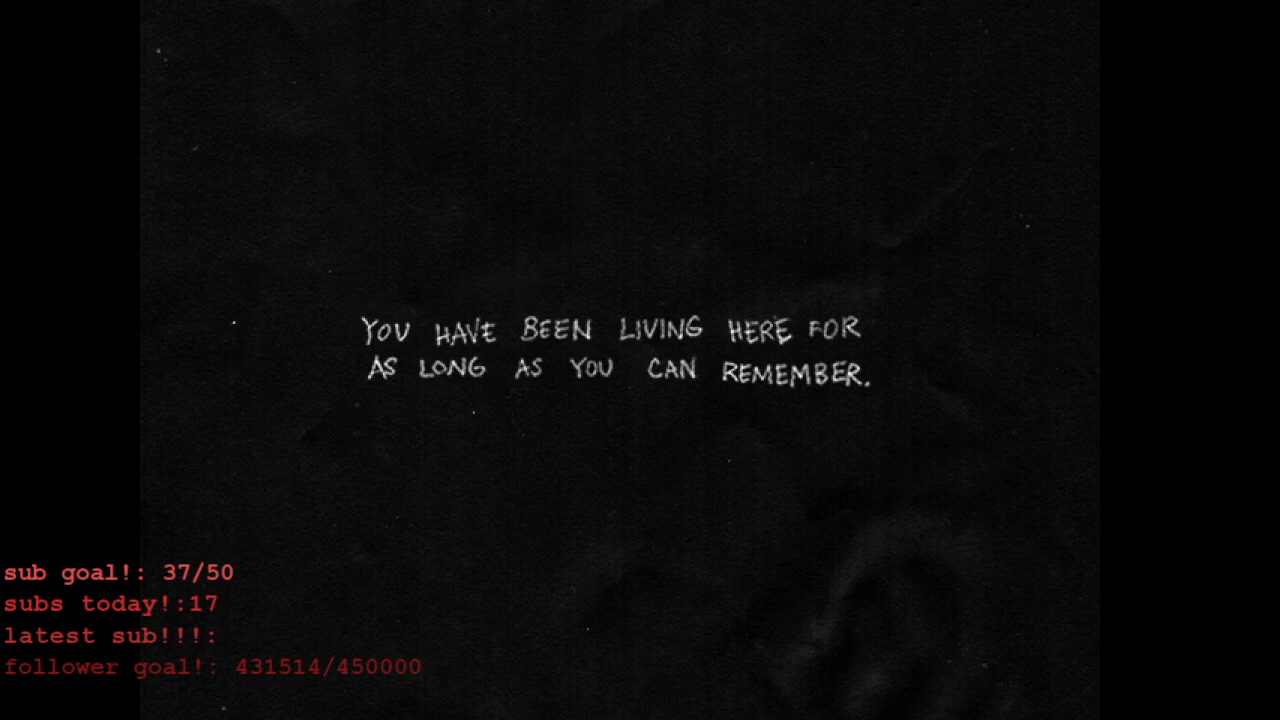 YOU HAVE BEEN LIVING HERE FOR
AS LONG AS YOU CAN REMEMBER.
sub goal!: 37/50
subs today!:17
latest sub!!!:
follower goal!: 431514/450000